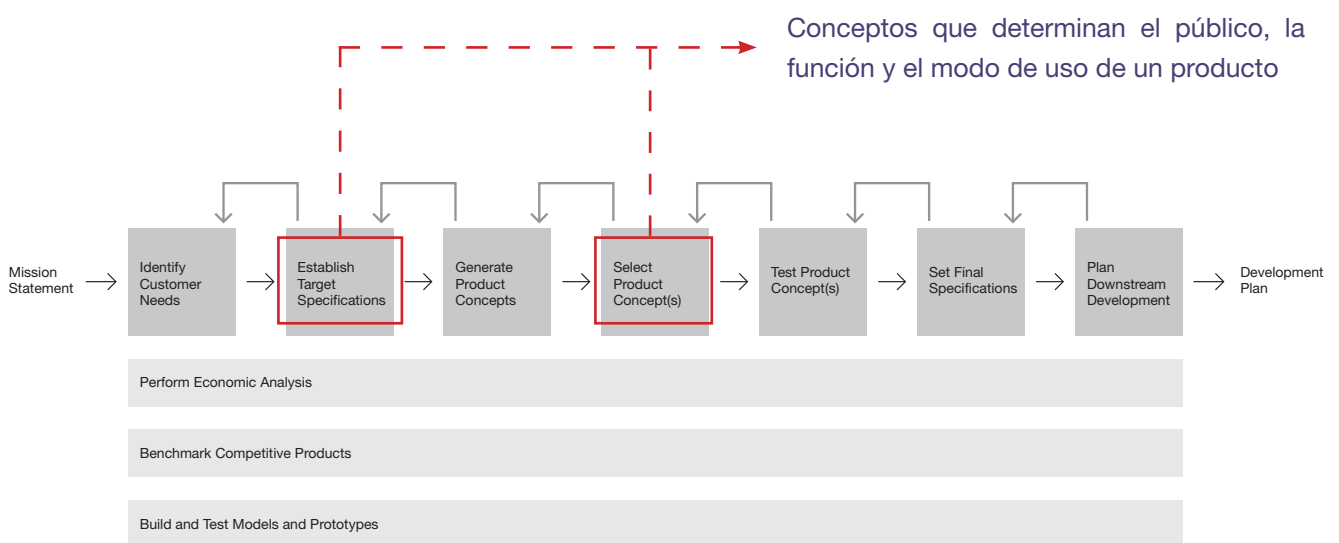 Conceptos que determinan el público, la
función y el modo de uso de un producto
Mission
Statement
Identify
Customer
Needs
Establish
Target
Specifications
Generate
Product
Concepts
Select
Product
Concept(s)
Test Product
Concept(s)
Set Final
Specifications
Plan
Downstream
Development
Development
Plan
Perform Economic Analysis
Benchmark Competitive Products
Build and Test Models and Prototypes